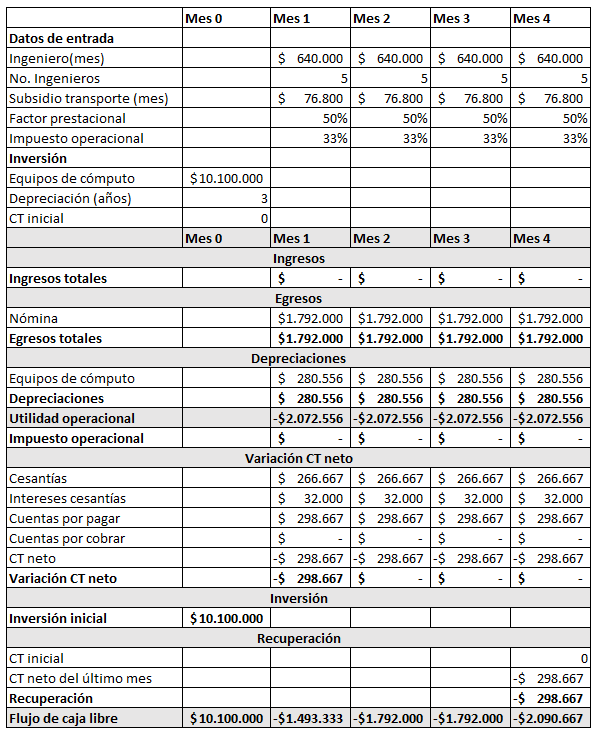 Mes 0 Mes 1 Mes 2 Mes 3 Mes 4
Datos de entrada
Ingeniero(mes) $ 640.000 $ 640.000 $ 640.000 $ 640.000
No. Ingenieros 5 5 5 5
Subsidio transporte (mes) $ 76.800 $ 76.800 $ 76.800 $ 76.800
Factor prestacional 50% 50% 50% 50%
Impuesto operacional 33% 33% 33% 33%
Inversión
Equipos de cómputo $10.100.000
Depreciación (años) 3
CT inicial 0
Mes 0 Mes 1 Mes 2 Mes 3 Mes 4
Ingresos
Ingresos totales $ - $ - $ - $ -
Egresos
Nómina $1.792.000 $1.792.000 $1.792.000 $1.792.000
Egresos totales $1.792.000 $1.792.000 $1.792.000 $1.792.000
Depreciaciones
Equipos de cómputo $ 280.556 $ 280.556 $ 280.556 $ 280.556
Depreciaciones $ 280.556 $ 280.556 $ 280.556 $ 280.556
Utilidad operacional -$2.072.556 -$2.072.556 -$2.072.556 -$2.072.556
Impuesto operacional $ - $ - $ - $ -
Variación CT neto
Cesantías $ 266.667 $ 266.667 $ 266.667 $ 266.667
Intereses cesantías $ 32.000 $ 32.000 $ 32.000 $ 32.000
Cuentas por pagar $ 298.667 $ 298.667 $ 298.667 $ 298.667
Cuentas por cobrar $ - $ - $ - $ -
CT neto -$ 298.667 -$ 298.667 -$ 298.667 -$ 298.667
Variación CT neto -$ 298.667 $ - $ - $ -
Inversión
Inversión inicial $10.100.000
Recuperación
CT inicial 0
CT neto del último mes -$ 298.667
Recuperación -$ 298.667
Flujo de caja libre $10.100.000 -$1.493.333 -$1.792.000 -$1.792.000 -$2.090.667